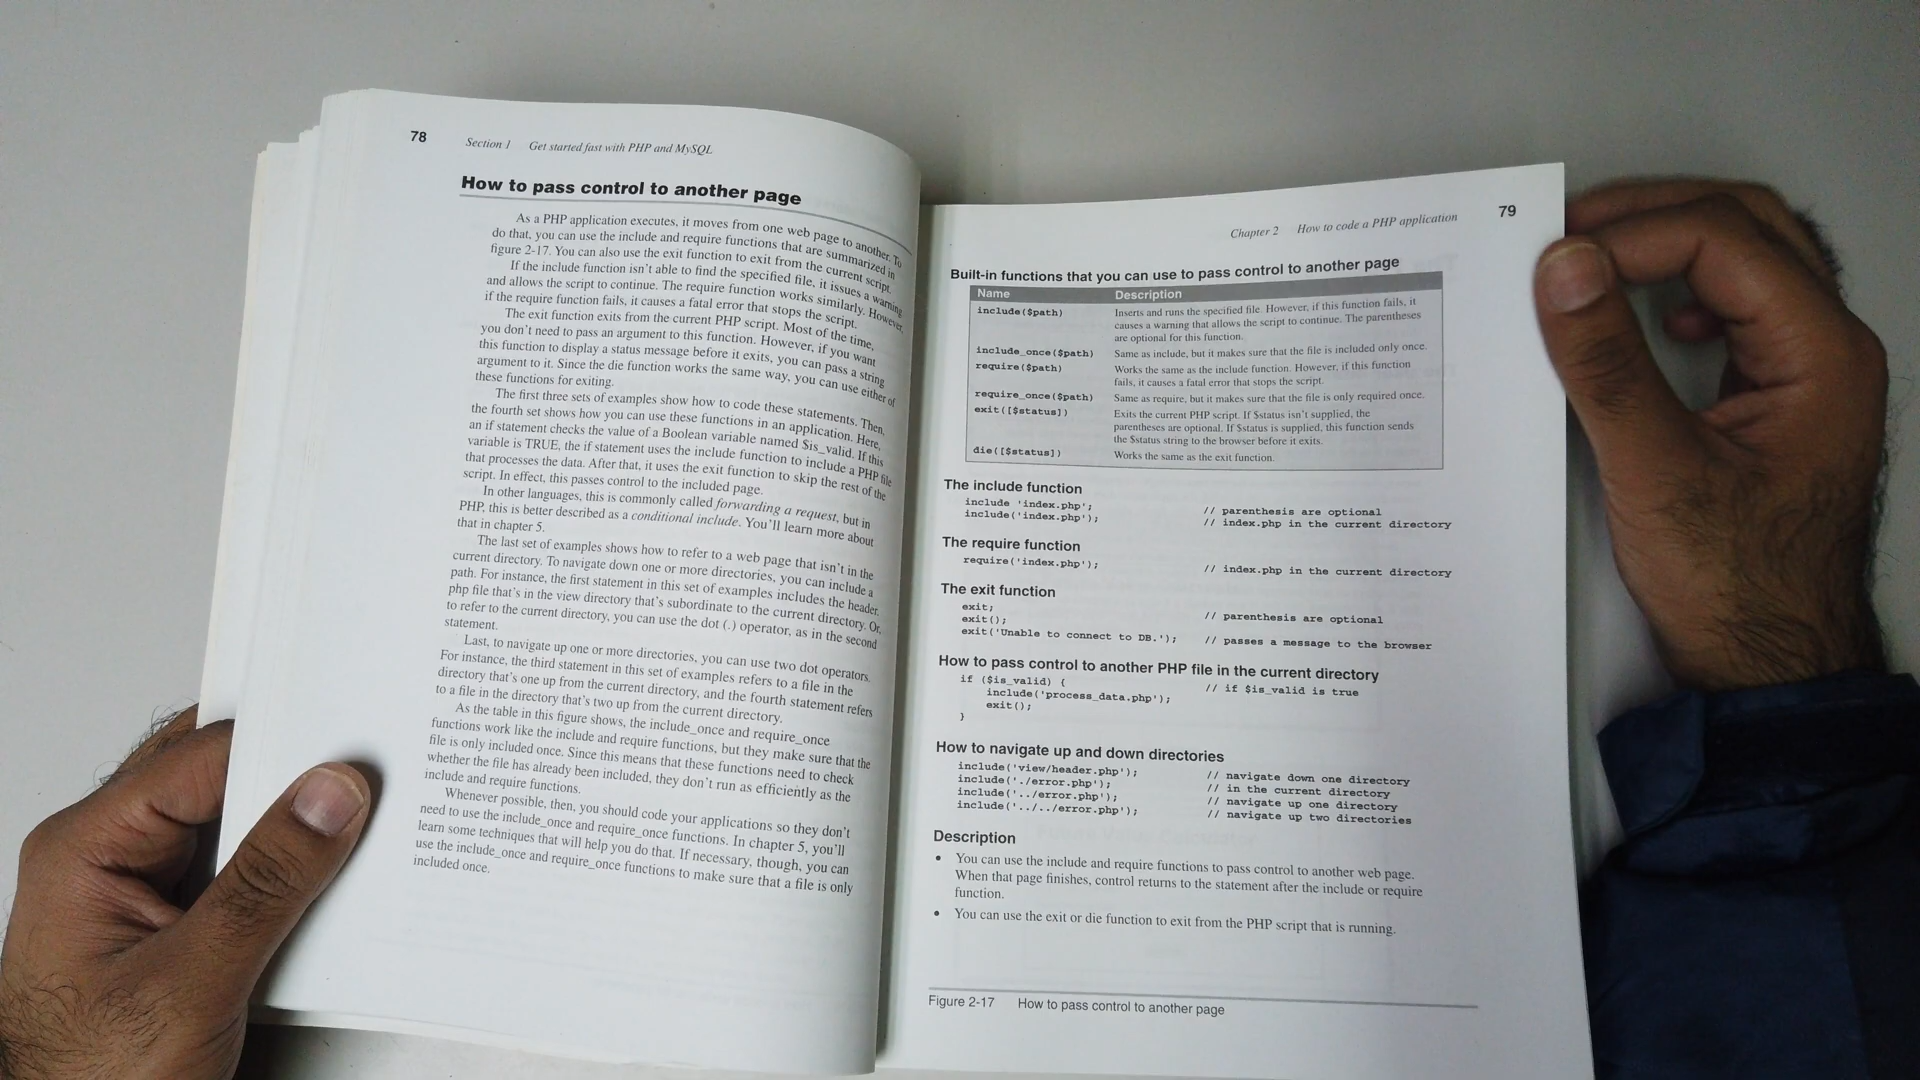 78 Section 1 Get started fast with PHP and MySQL
How to pass control to another page
As a PHP application executes, it moves from one web page to another. To
do that, you can use the include and require functions that are summarized in
figure 2-17. You can also use the exit function to exit from the current script.
If the include function isn't able to find the specified file, it issues a warning
and allows the script to continue. The require function works similarly. However,
if the require function fails, it causes a fatal error that stops the script.
The exit function exits from the current PHP script. Most of the time,
you don't need to pass an argument to this function. However, if you want
this function to display a status message before it exits, you can pass a string
argument to it. Since the die function works the same way, you can use either of
these functions for exiting.
The first three sets of examples show how to code these statements. Then,
the fourth set shows how you can use these functions in an application. Here,
an if statement checks the value of a Boolean variable named $is_valid. If this
variable is TRUE, the if statement uses the include function to include a PHP file
that processes the data. After that, it uses the exit function to skip the rest of the
script. In effect, this passes control to the included page.
In other languages, this is commonly called forwarding a request, but in
PHP, this is better described as a conditional include. You'll learn more about
that in chapter 5.
The last set of examples shows how to refer to a web page that isn't in the
current directory. To navigate down one or more directories, you can include a
path. For instance, the first statement in this set of examples includes the header.
php file that's in the view directory that's subordinate to the current directory. Or,
to refer to the current directory, you can use the dot (.) operator, as in the second
statement.
Last, to navigate up one or more directories, you can use two dot operators.
For instance, the third statement in this set of examples refers to a file in the
directory that's one up from the current directory, and the fourth statement refers
to a file in the directory that's two up from the current directory.
As the table in this figure shows, the include_once and require_once
functions work like the include and require functions, but they make sure that the
file is only included once. Since this means that these functions need to check
whether the file has already been included, they don't run as efficiently as the
include and require functions.
Whenever possible, then, you should code your applications so they don't
need to use the include_once and require_once functions. In chapter 5, you'll
learn some techniques that will help you do that. If necessary, though, you can
use the include_once and require_once functions to make sure that a file is only
included once.
Chapter 2 How to code a PHP application 79
Built-in functions that you can use to pass control to another page
Name Description
include($path) Inserts and runs the specified file. However, if this function fails, it
causes a warning that allows the script to continue. The parentheses
are optional for this function.
include_once($path) Same as include, but it makes sure that the file is included only once.
require($path) Works the same as the include function. However, if this function
fails, it causes a fatal error that stops the script.
require_once($path) Same as require, but it makes sure that the file is only required once.
exit([$status]) Exits the current PHP script. If $status isn't supplied, the
parentheses are optional. If $status is supplied, this function sends
the $status string to the browser before it exits.
die([$status]) Works the same as the exit function.
The include function
include 'index.php'; // parenthesis are optional
include('index.php'); // index.php in the current directory
The require function
require('index.php'); // index.php in the current directory
The exit function
exit;
exit(); // parenthesis are optional
exit('Unable to connect to DB.'); // passes a message to the browser
How to pass control to another PHP file in the current directory
if ($is_valid) { // if $is_valid is true
include('process_data.php');
exit();
}
How to navigate up and down directories
include('view/header.php'); // navigate down one directory
include('./error.php'); // in the current directory
include('../error.php'); // navigate up one directory
include('../../error.php'); // navigate up two directories
Description
• You can use the include and require functions to pass control to another web page.
When that page finishes, control returns to the statement after the include or require
function.
• You can use the exit or die function to exit from the PHP script that is running.
Figure 2-17 How to pass control to another page